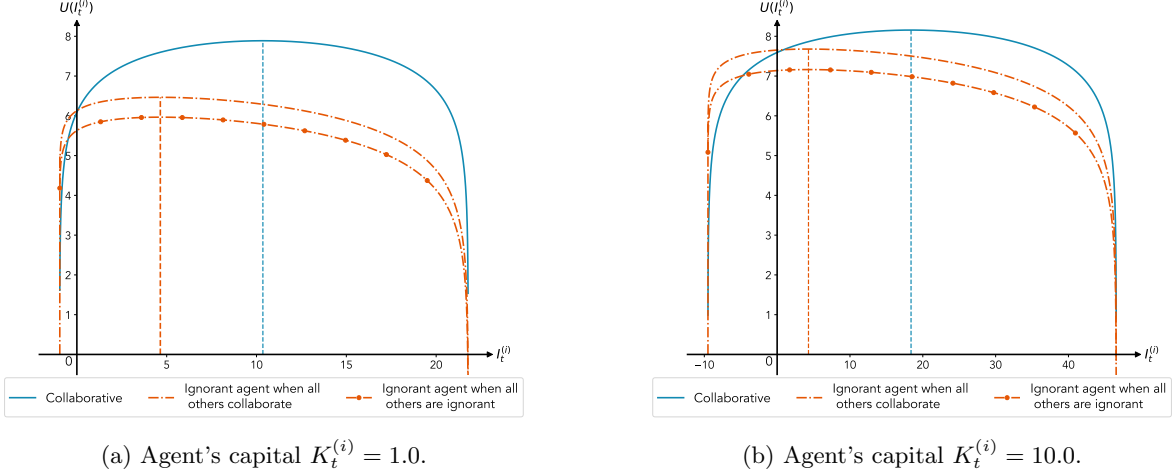 U(I_t^{(i)})
8
7
6
5
4
3
2
1
0
5
10
15
20
I_t^{(i)}
Collaborative
Ignorant agent when all
others collaborate
Ignorant agent when all
others are ignorant
(a) Agent's capital K_t^{(i)} = 1.0.
U(I_t^{(i)})
8
7
6
5
4
3
2
1
−10
0
10
20
30
40
I_t^{(i)}
Collaborative
Ignorant agent when all
others collaborate
Ignorant agent when all
others are ignorant
(b) Agent's capital K_t^{(i)} = 10.0.